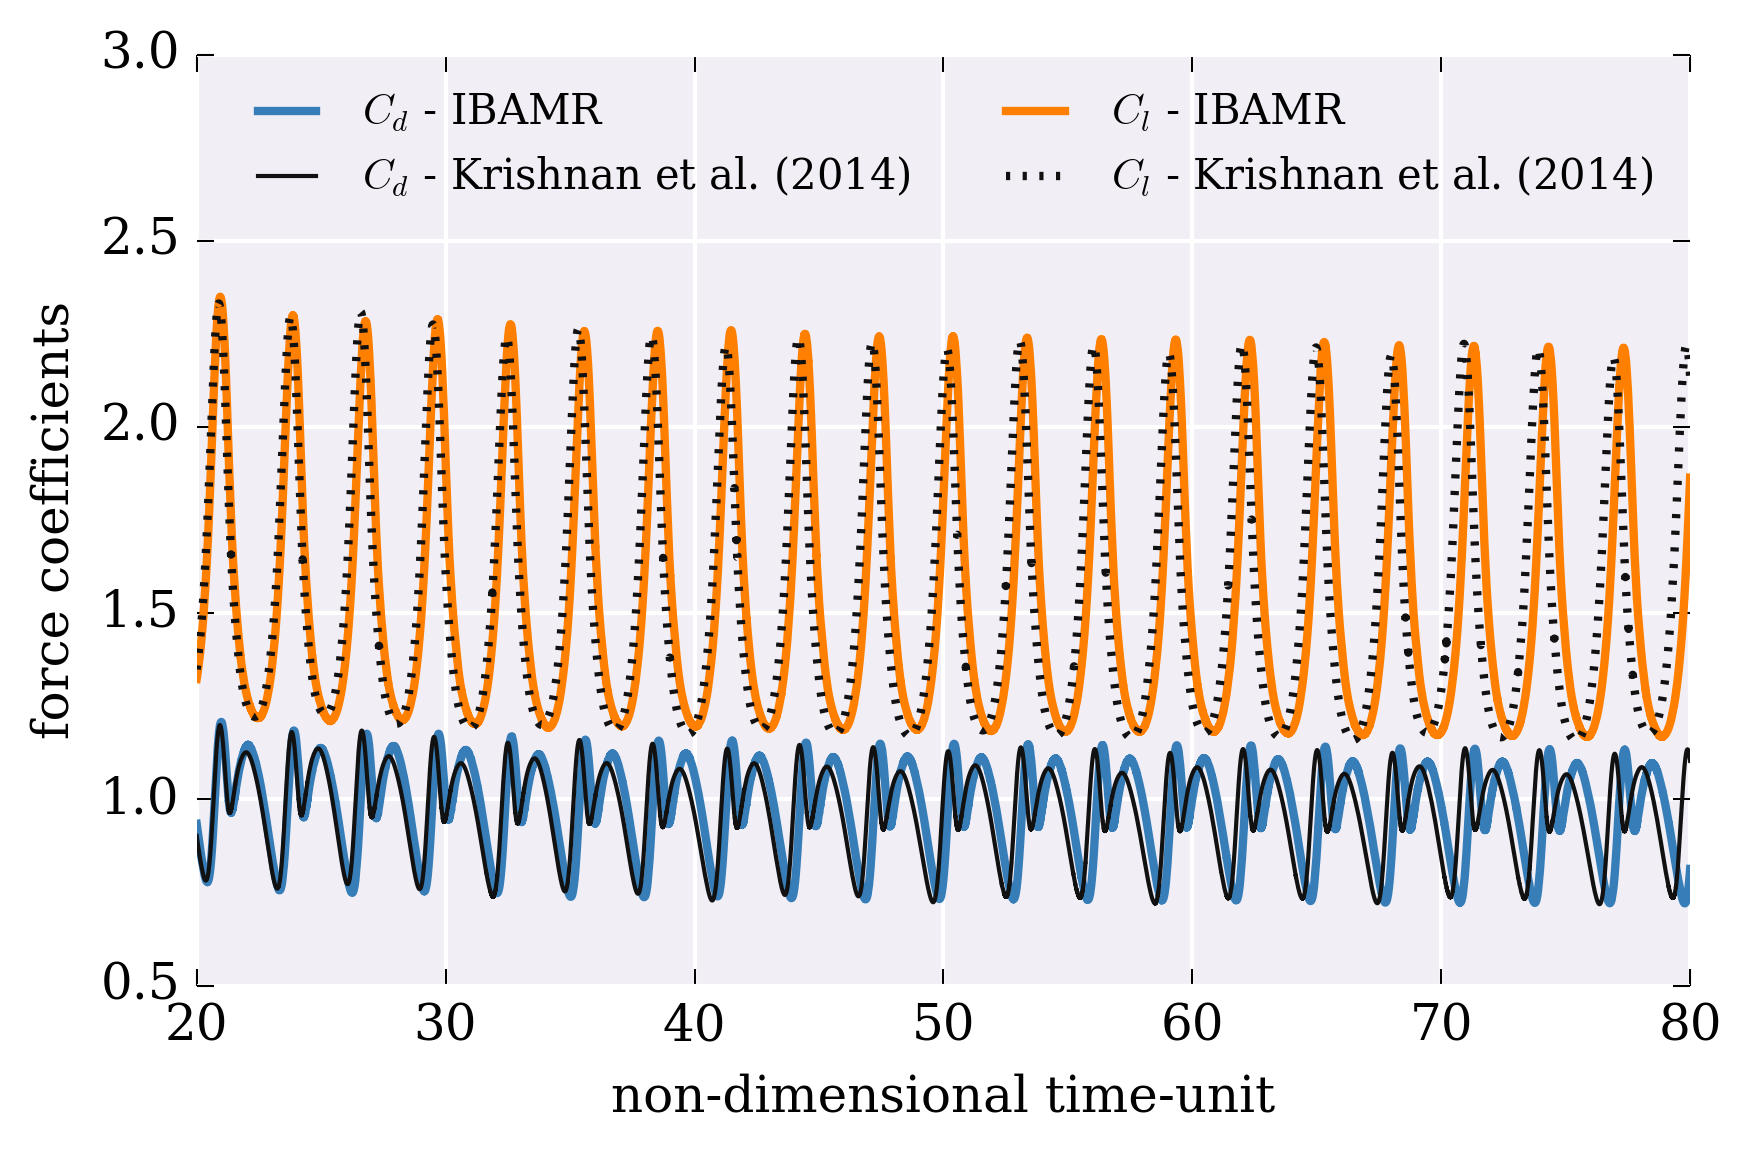 3.0
C_d - IBAMR
C_l - IBAMR
C_d - Krishnan et al. (2014)
C_l - Krishnan et al. (2014)
2.5
2.0
1.5
1.0
0.5
force coefficients
20 30 40 50 60 70 80
non-dimensional time-unit